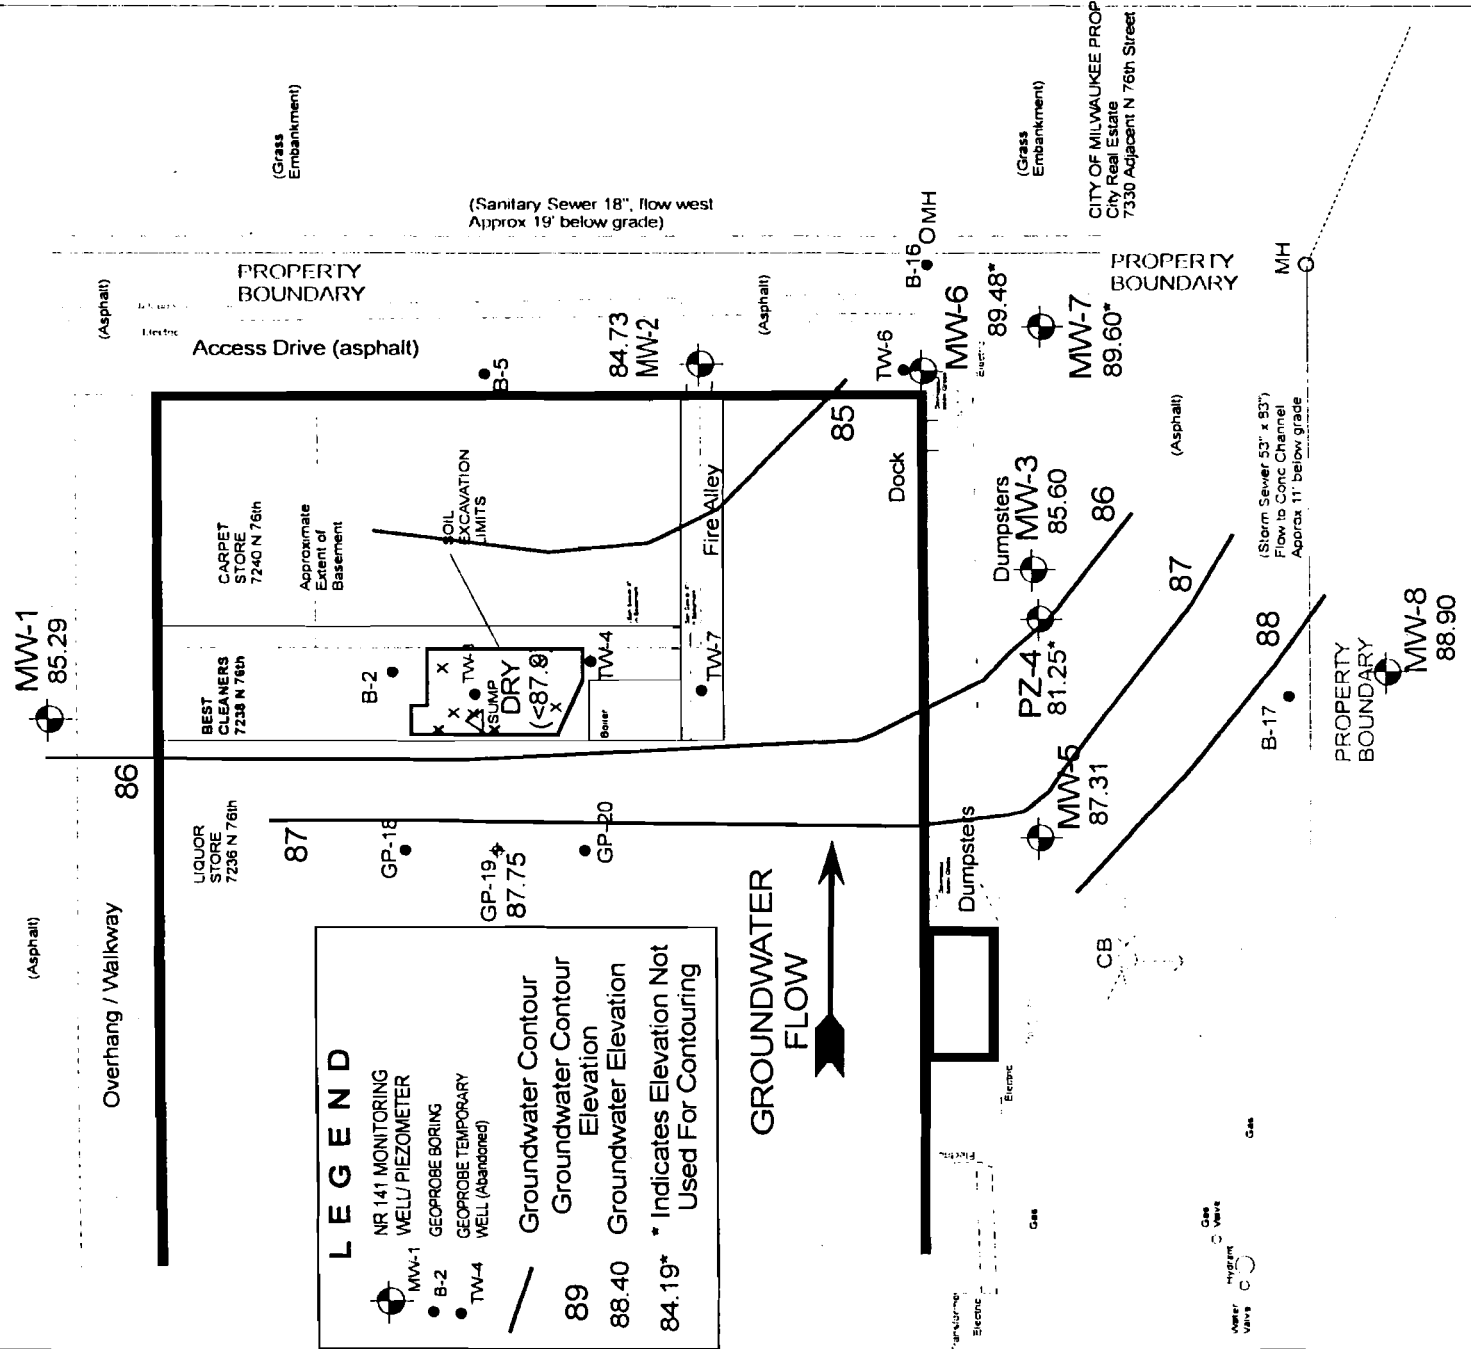 (Grass
Embankment)
(Grass
Embankment)
CITY OF MILWAUKEE PROP
City Real Estate
7330 Adjacent N 76th Street
(Sanitary Sewer 18", flow west
Approx 19' below grade)
PROPERTY
BOUNDARY
(Asphalt)
Electric
Access Drive (asphalt)
B-5
84.73
MW-2
(Asphalt)
B-16
OMH
TW-6
MW-6
89.48*
Electric
MW-7
89.60*
PROPERTY
BOUNDARY
MH
(Storm Sewer 53" x 83")
Flow to Conc Channel
Approx 11' below grade
(Asphalt)
CARPET
STORE
7240 N 76th
Approximate
Extent of
Basement
SOIL
EXCAVATION
LIMITS
Fire Alley
85
Dock
Dumpsters
MW-3
85.60
86
87
88
MW-1
85.29
BEST
CLEANERS
7238 N 76th
B-2
TW-3
SUMP
DRY
(<87.9)
TW-4
Boiler
TW-7
PZ-4
81.25*
MW-5
87.31
B-17
PROPERTY
BOUNDARY
MW-8
88.90
86
LIQUOR
STORE
7236 N 76th
87
GP-18
GP-19
87.75
GP-20
Dumpsters
(Asphalt)
Overhang / Walkway
GROUNDWATER
FLOW
CB
LEGEND
MW-1
NR 141 MONITORING
WELL/ PIEZOMETER
B-2
GEOPROBE BORING
TW-4
GEOPROBE TEMPORARY
WELL (Abandoned)
Groundwater Contour
89
Groundwater Contour
Elevation
88.40 Groundwater Elevation
84.19* * Indicates Elevation Not
Used For Contouring
Electric
Electric
Transformer
Electric
Gas
Gas
Gas
Valve
Hydrant
Water
Valve